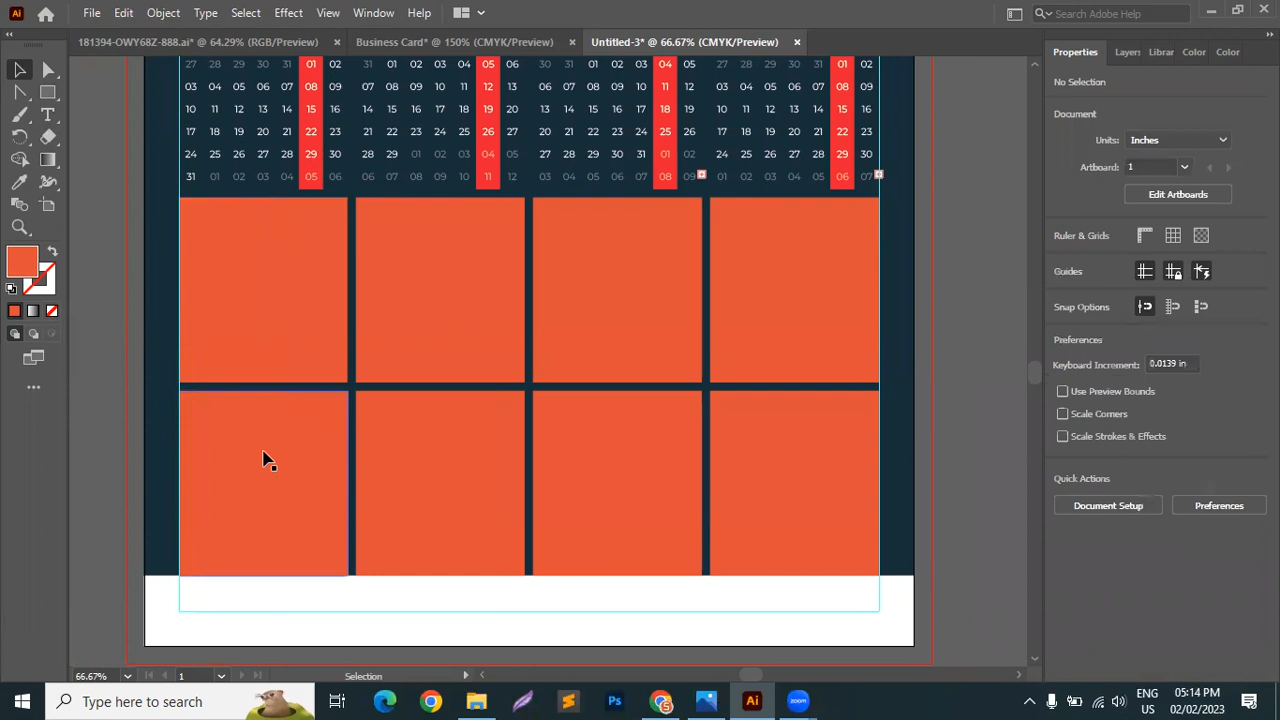 File Edit Object Type Select Effect View Window Help Search Adobe Help
181394-OWY68Z-888.ai* @ 64.29% (RGB/Preview) × Business Card* @ 150% (CMYK/Preview) × Untitled-3* @ 66.67% (CMYK/Preview) ×
Properties Layers Librar Color Color
No Selection
Document
Units: Inches
Artboard: 1
Edit Artboards
Ruler & Grids
Guides
Snap Options
Preferences
Keyboard Increment: 0.0139 in
Use Preview Bounds
Scale Corners
Scale Strokes & Effects
Quick Actions
Document Setup Preferences
27 28 29 30 31 01 02 31 01 02 03 04 05 06 30 31 01 02 03 04 05 27 28 29 30 31 01 02
03 04 05 06 07 08 09 07 08 09 10 11 12 13 06 07 08 09 10 11 12 03 04 05 06 07 08 09
10 11 12 13 14 15 16 14 15 16 17 18 19 20 13 14 15 16 17 18 19 10 11 12 13 14 15 16
17 18 19 20 21 22 23 21 22 23 24 25 26 27 20 21 22 23 24 25 26 17 18 19 20 21 22 23
24 25 26 27 28 29 30 28 29 01 02 03 04 05 27 28 29 30 31 01 02 24 25 26 27 28 29 30
31 01 02 03 04 05 06 06 07 08 09 10 11 12 03 04 05 06 07 08 09 31 01 02 03 04 05 06 07
66.67% 1 Selection
Type here to search
Ps
Ai
zoom
ENG
US
05:14 PM
02/02/2023